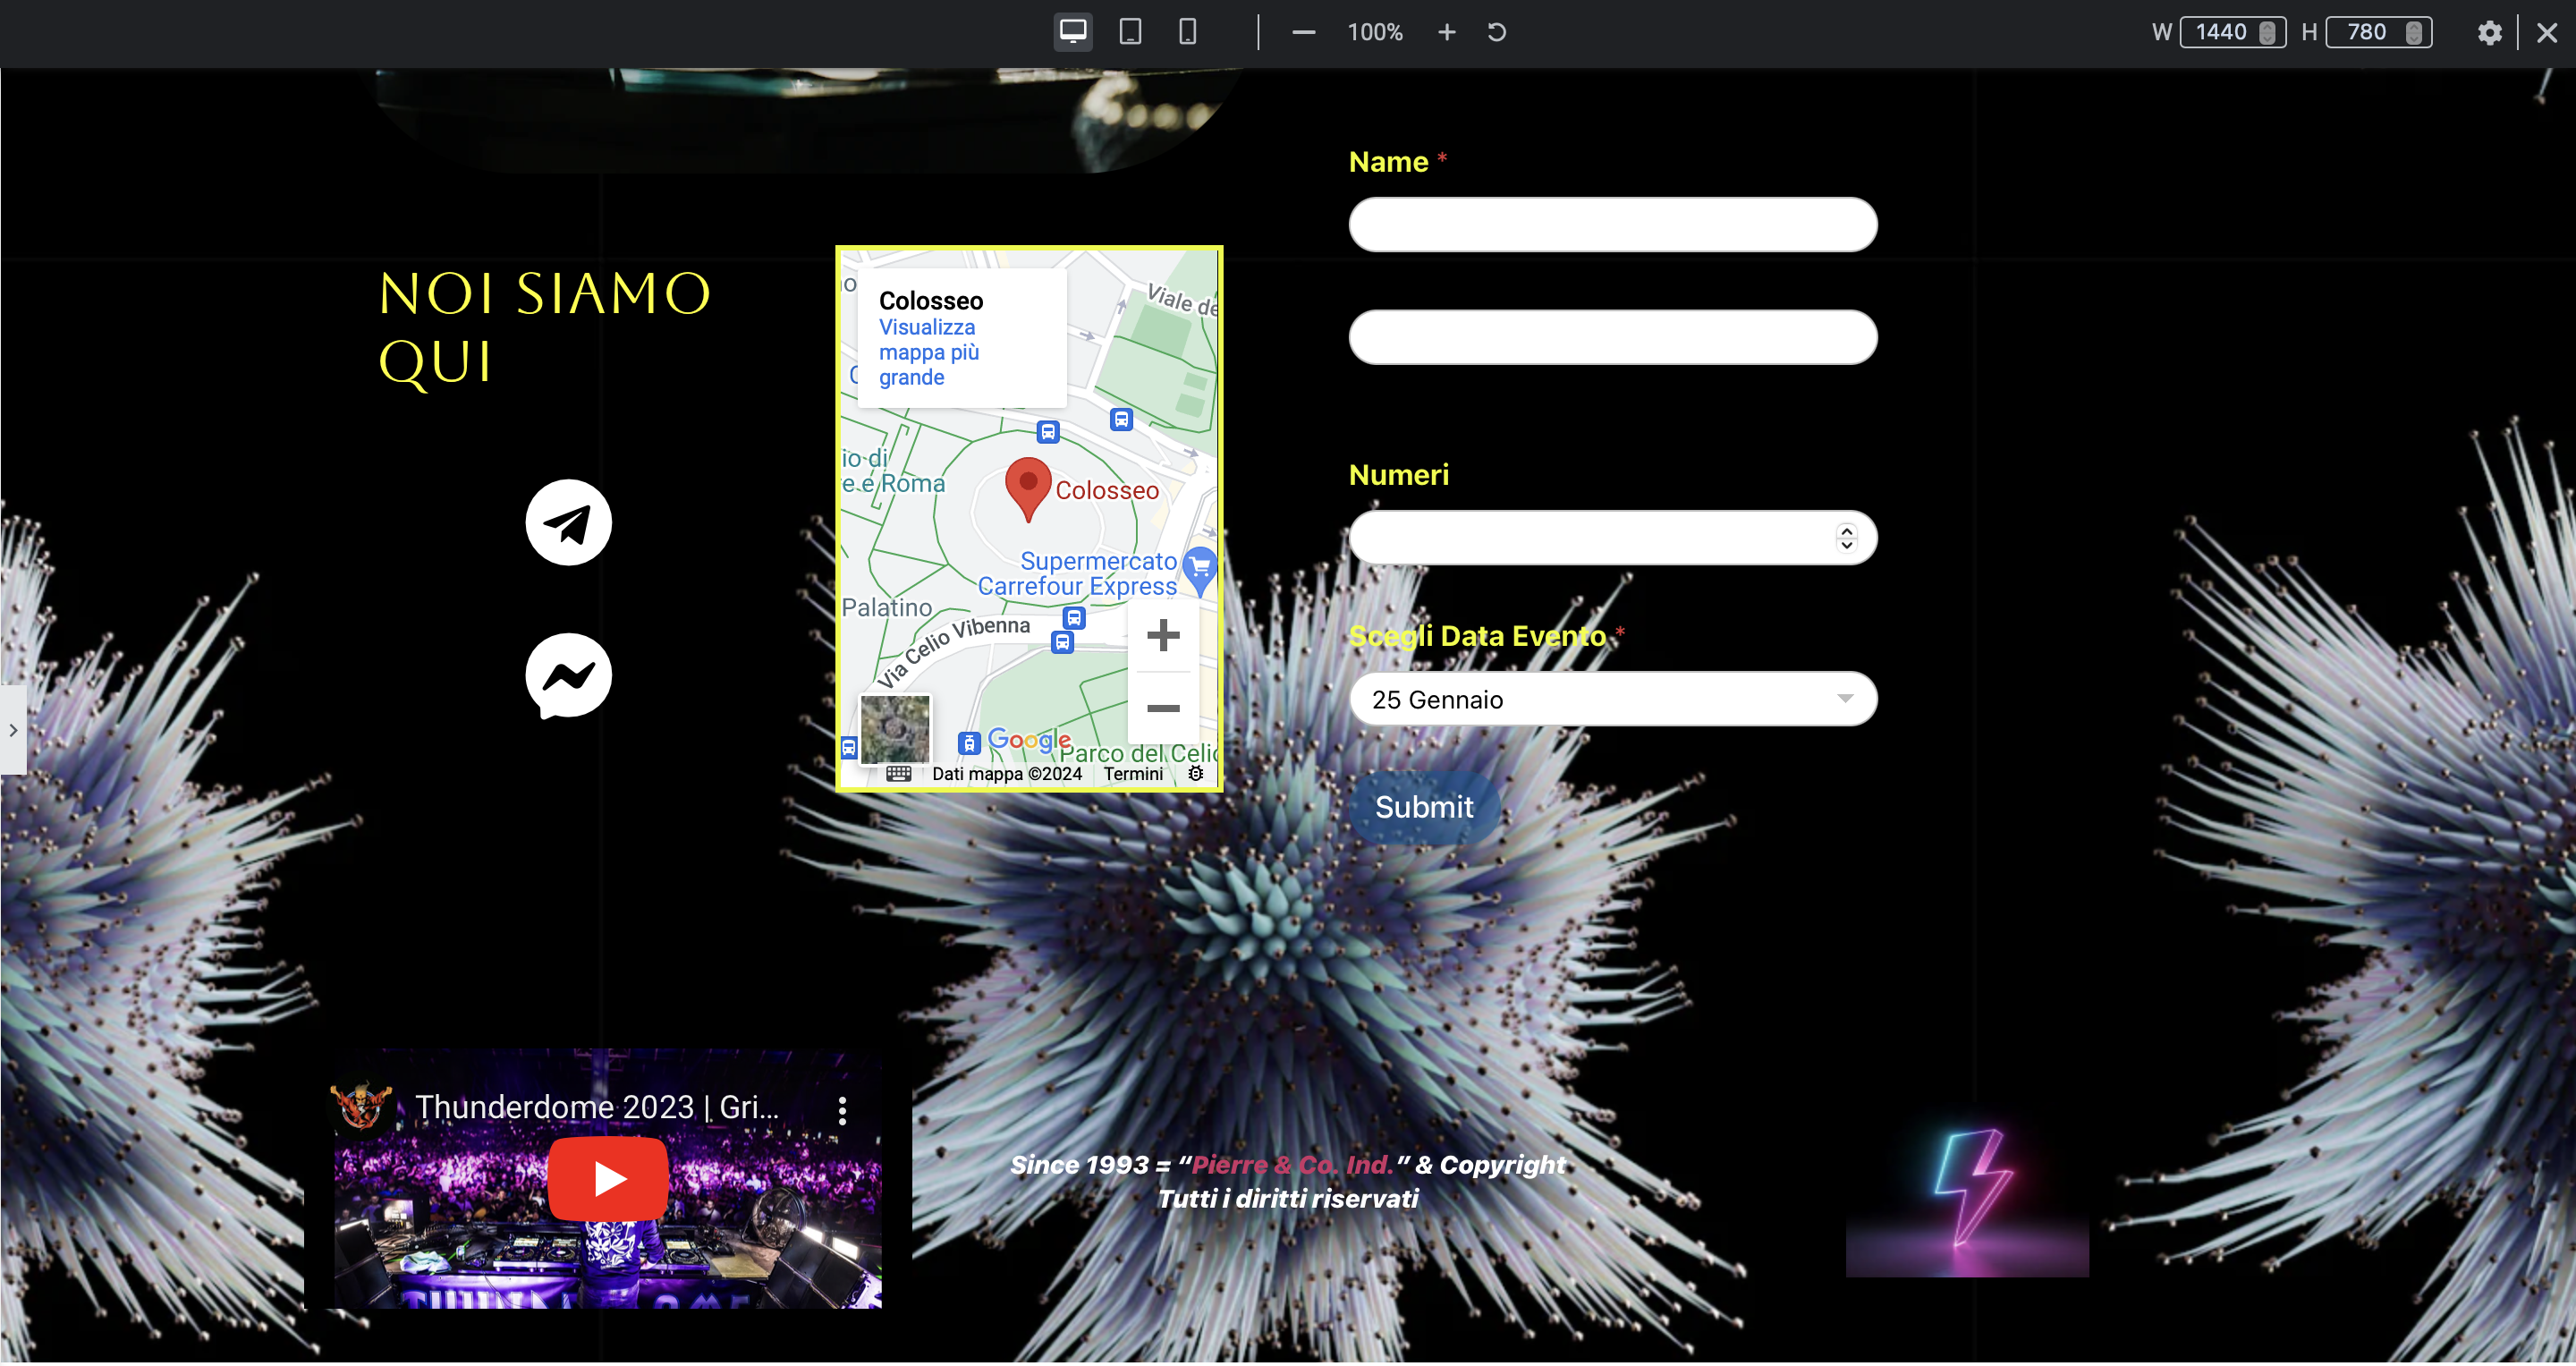 100%
W 1440 H 780
Name *
NOI SIAMO
QUI
Colosseo
Visualizza
mappa più
grande
Viale de
io di
e e Roma
Colosseo
Supermercato
Carrefour Express
Palatino
Via Celio Vibenna
Google
Parco del Celio
Dati mappa ©2024 Termini
Numeri
Scegli Data Evento *
25 Gennaio
Submit
Thunderdome 2023 | Gri...
Since 1993 = “Pierre & Co. Ind.” & Copyright
Tutti i diritti riservati